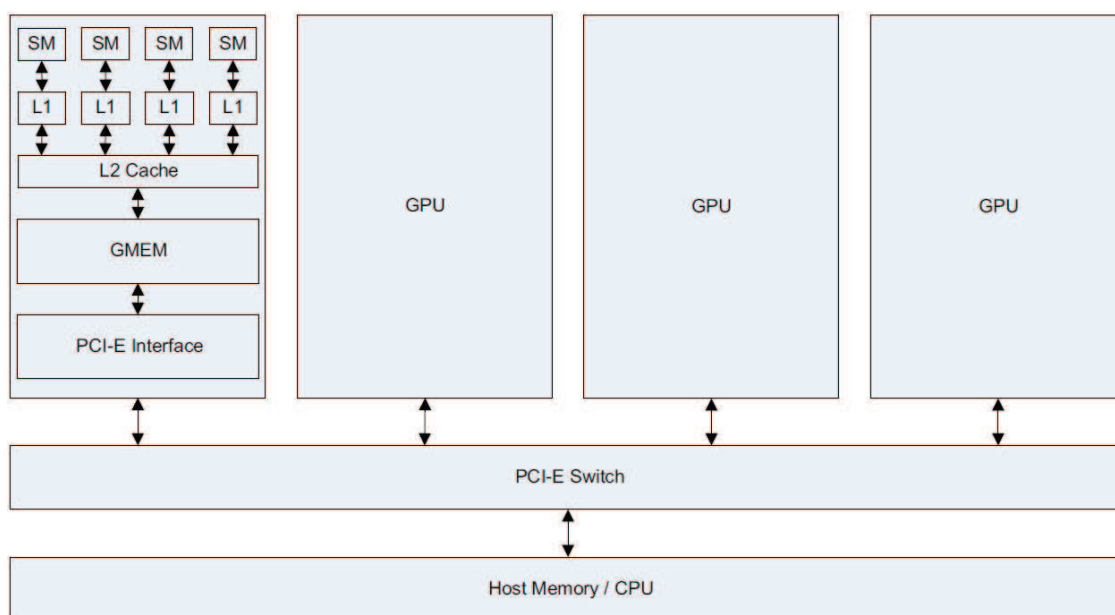 SM SM SM SM
L1 L1 L1 L1
L2 Cache
GMEM
PCI-E Interface
GPU
GPU
GPU
PCI-E Switch
Host Memory / CPU